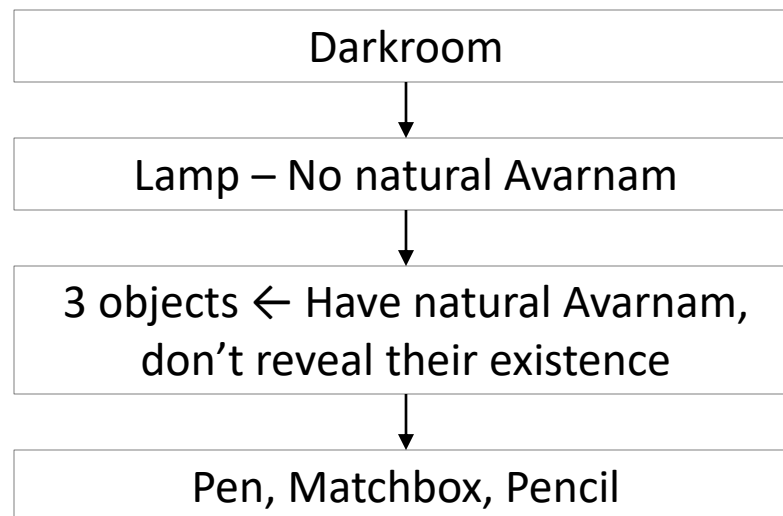 Darkroom
Lamp – No natural Avarnam
3 objects ← Have natural Avarnam,
don’t reveal their existence
Pen, Matchbox, Pencil